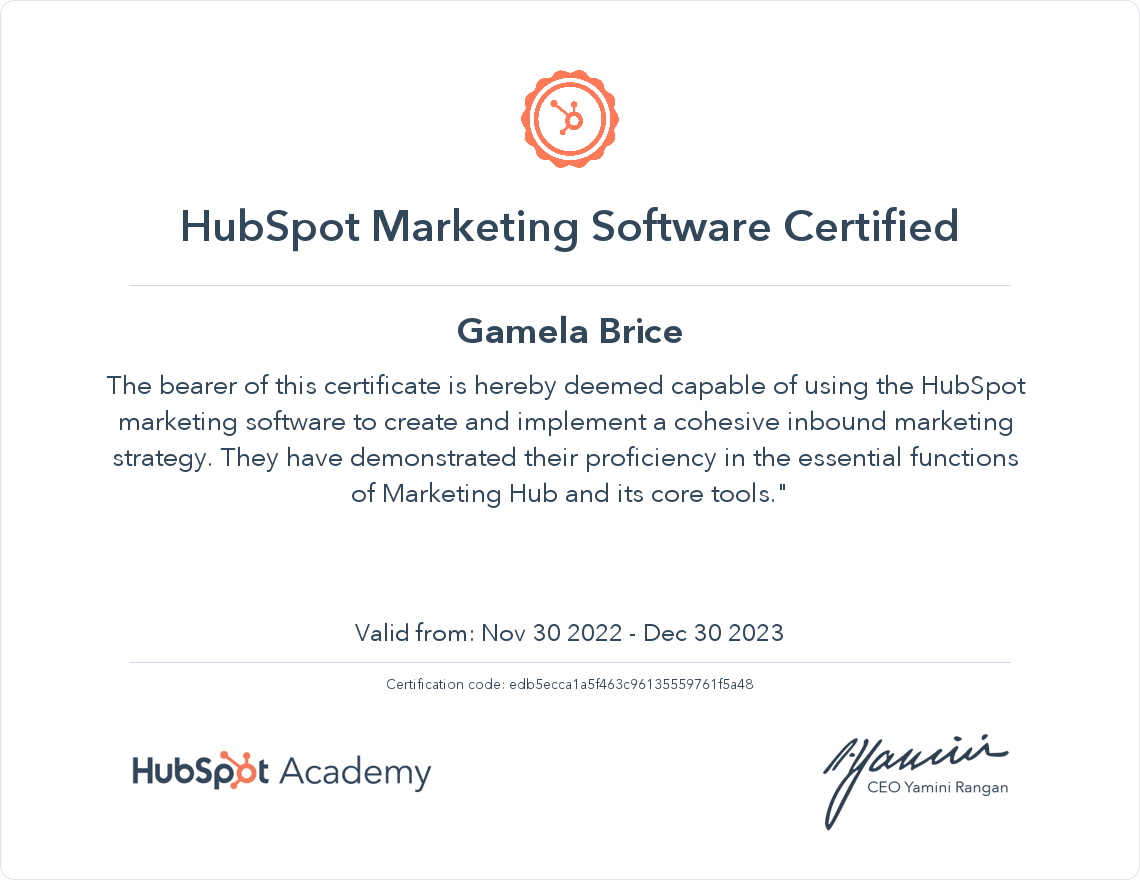 HubSpot Marketing Software Certified
Gamela Brice
The bearer of this certificate is hereby deemed capable of using the HubSpot
marketing software to create and implement a cohesive inbound marketing
strategy. They have demonstrated their proficiency in the essential functions
of Marketing Hub and its core tools."
Valid from: Nov 30 2022 - Dec 30 2023
Certification code: edb5ecca1a5f463c96135559761f5a48
HubSpot Academy
Yamini
CEO Yamini Rangan